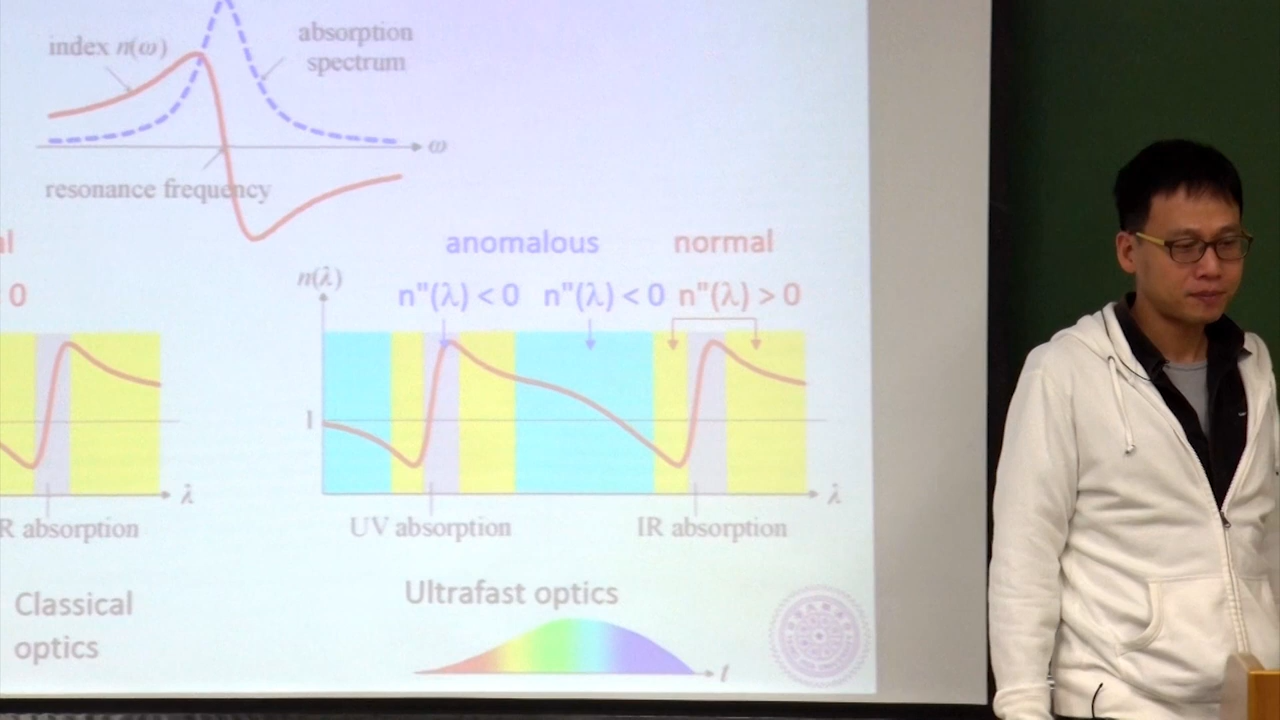 index n(ω)
absorption
spectrum
ω
resonance frequency
al
0
anomalous
normal
n"(λ) < 0
n"(λ) < 0
n"(λ) > 0
n(λ)
1
λ
λ
R absorption
UV absorption
IR absorption
Classical
optics
Ultrafast optics
t